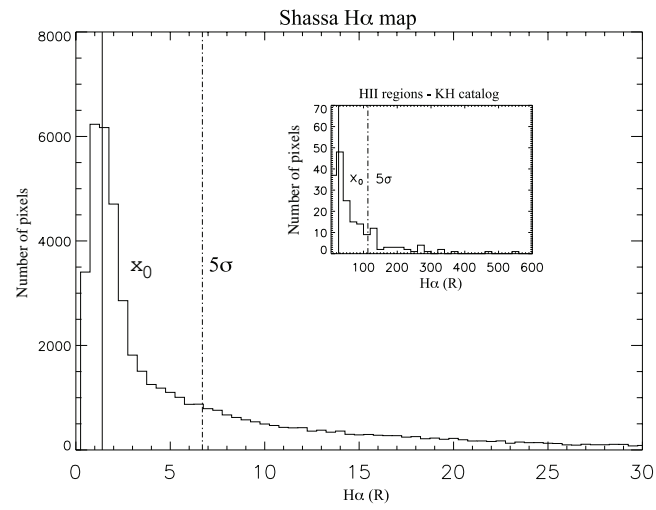 Shassa Hα map
8000
6000
4000
2000
0
Number of pixels
x₀
5σ
0 5 10 15 20 25 30
Hα (R)
HII regions - KH catalog
70
60
50
40
30
20
10
0
Number of pixels
x₀ 5σ
100 200 300 400 500 600
Hα (R)